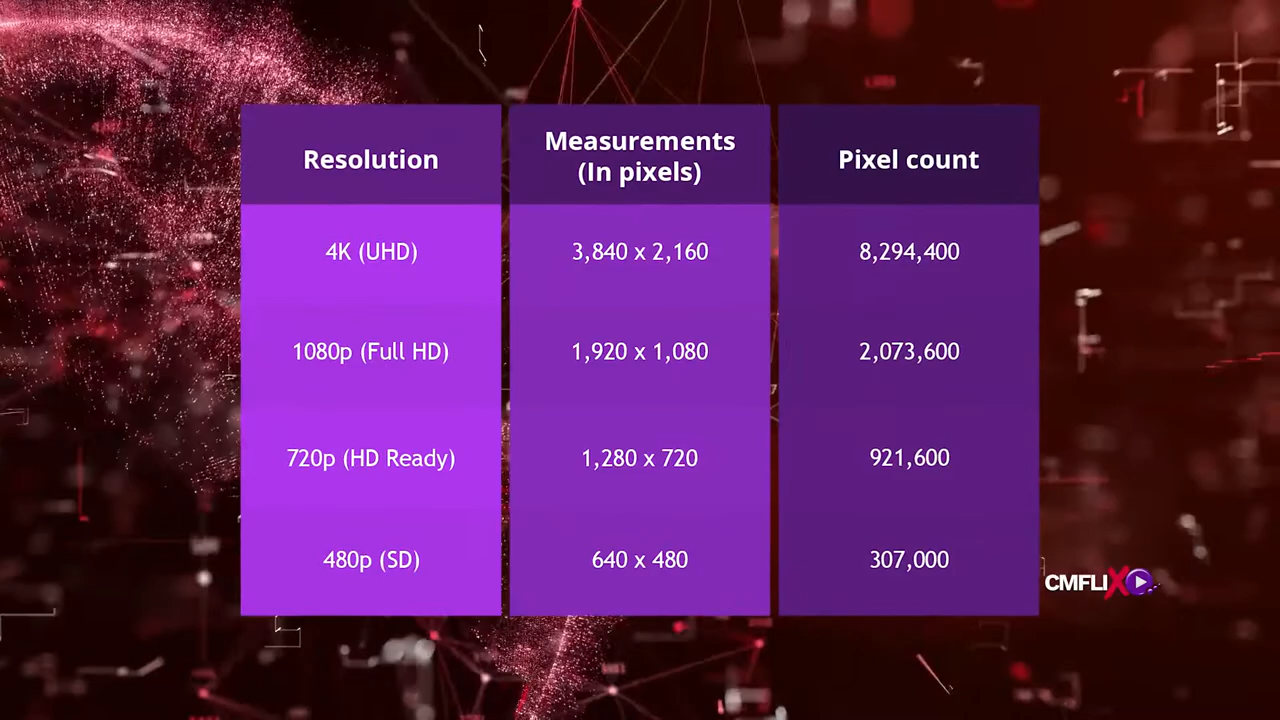 Resolution
Measurements
(In pixels)
Pixel count
4K (UHD)
3,840 x 2,160
8,294,400
1080p (Full HD)
1,920 x 1,080
2,073,600
720p (HD Ready)
1,280 x 720
921,600
480p (SD)
640 x 480
307,000
CMFLIX